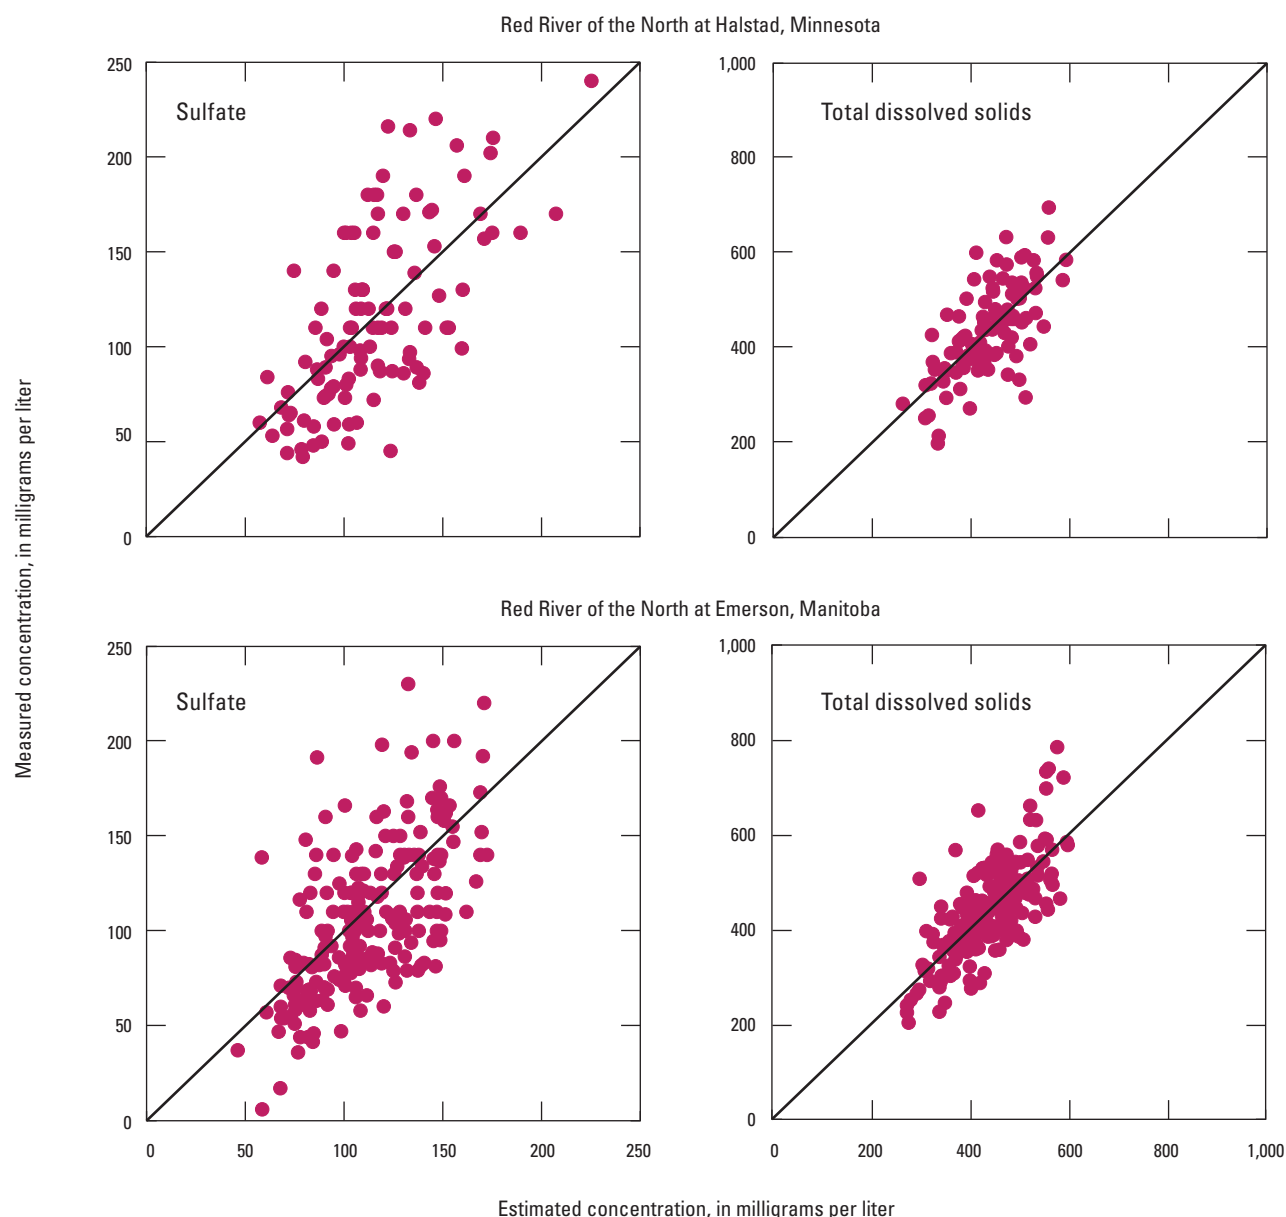 Red River of the North at Halstad, Minnesota
250
200
150
100
50
0
Sulfate
1,000
800
600
400
200
0
Total dissolved solids
Measured concentration, in milligrams per liter
Red River of the North at Emerson, Manitoba
250
200
150
100
50
0
Sulfate
0 50 100 150 200 250
1,000
800
600
400
200
0
Total dissolved solids
0 200 400 600 800 1,000
Estimated concentration, in milligrams per liter